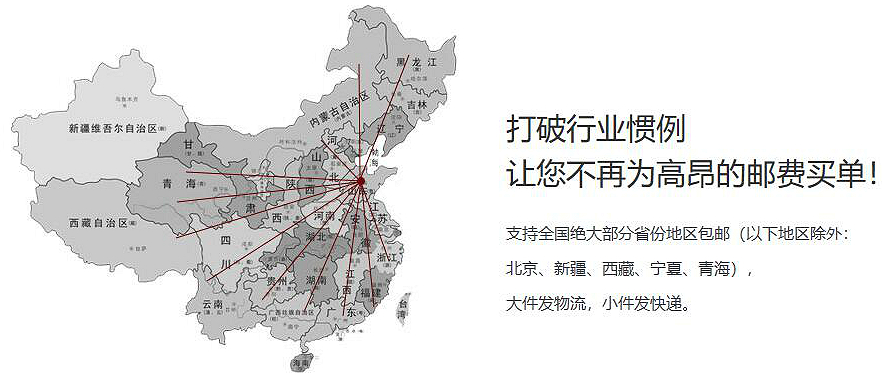 打破行业惯例
让您不再为高昂的邮费买单!
支持全国绝大部分省份地区包邮（以下地区除外：
北京、新疆、西藏、宁夏、青海），
大件发物流，小件发快递。
黑龙江
吉林
辽宁
内蒙古自治区
新疆维吾尔自治区
甘
肃
青海
西藏自治区
河
北
山
西
陕
西
河南
江
苏
安
徽
湖北
四
川
浙江
湖南
江
西
贵州
福建
云南
广西壮族自治区
广东
台
湾
海南